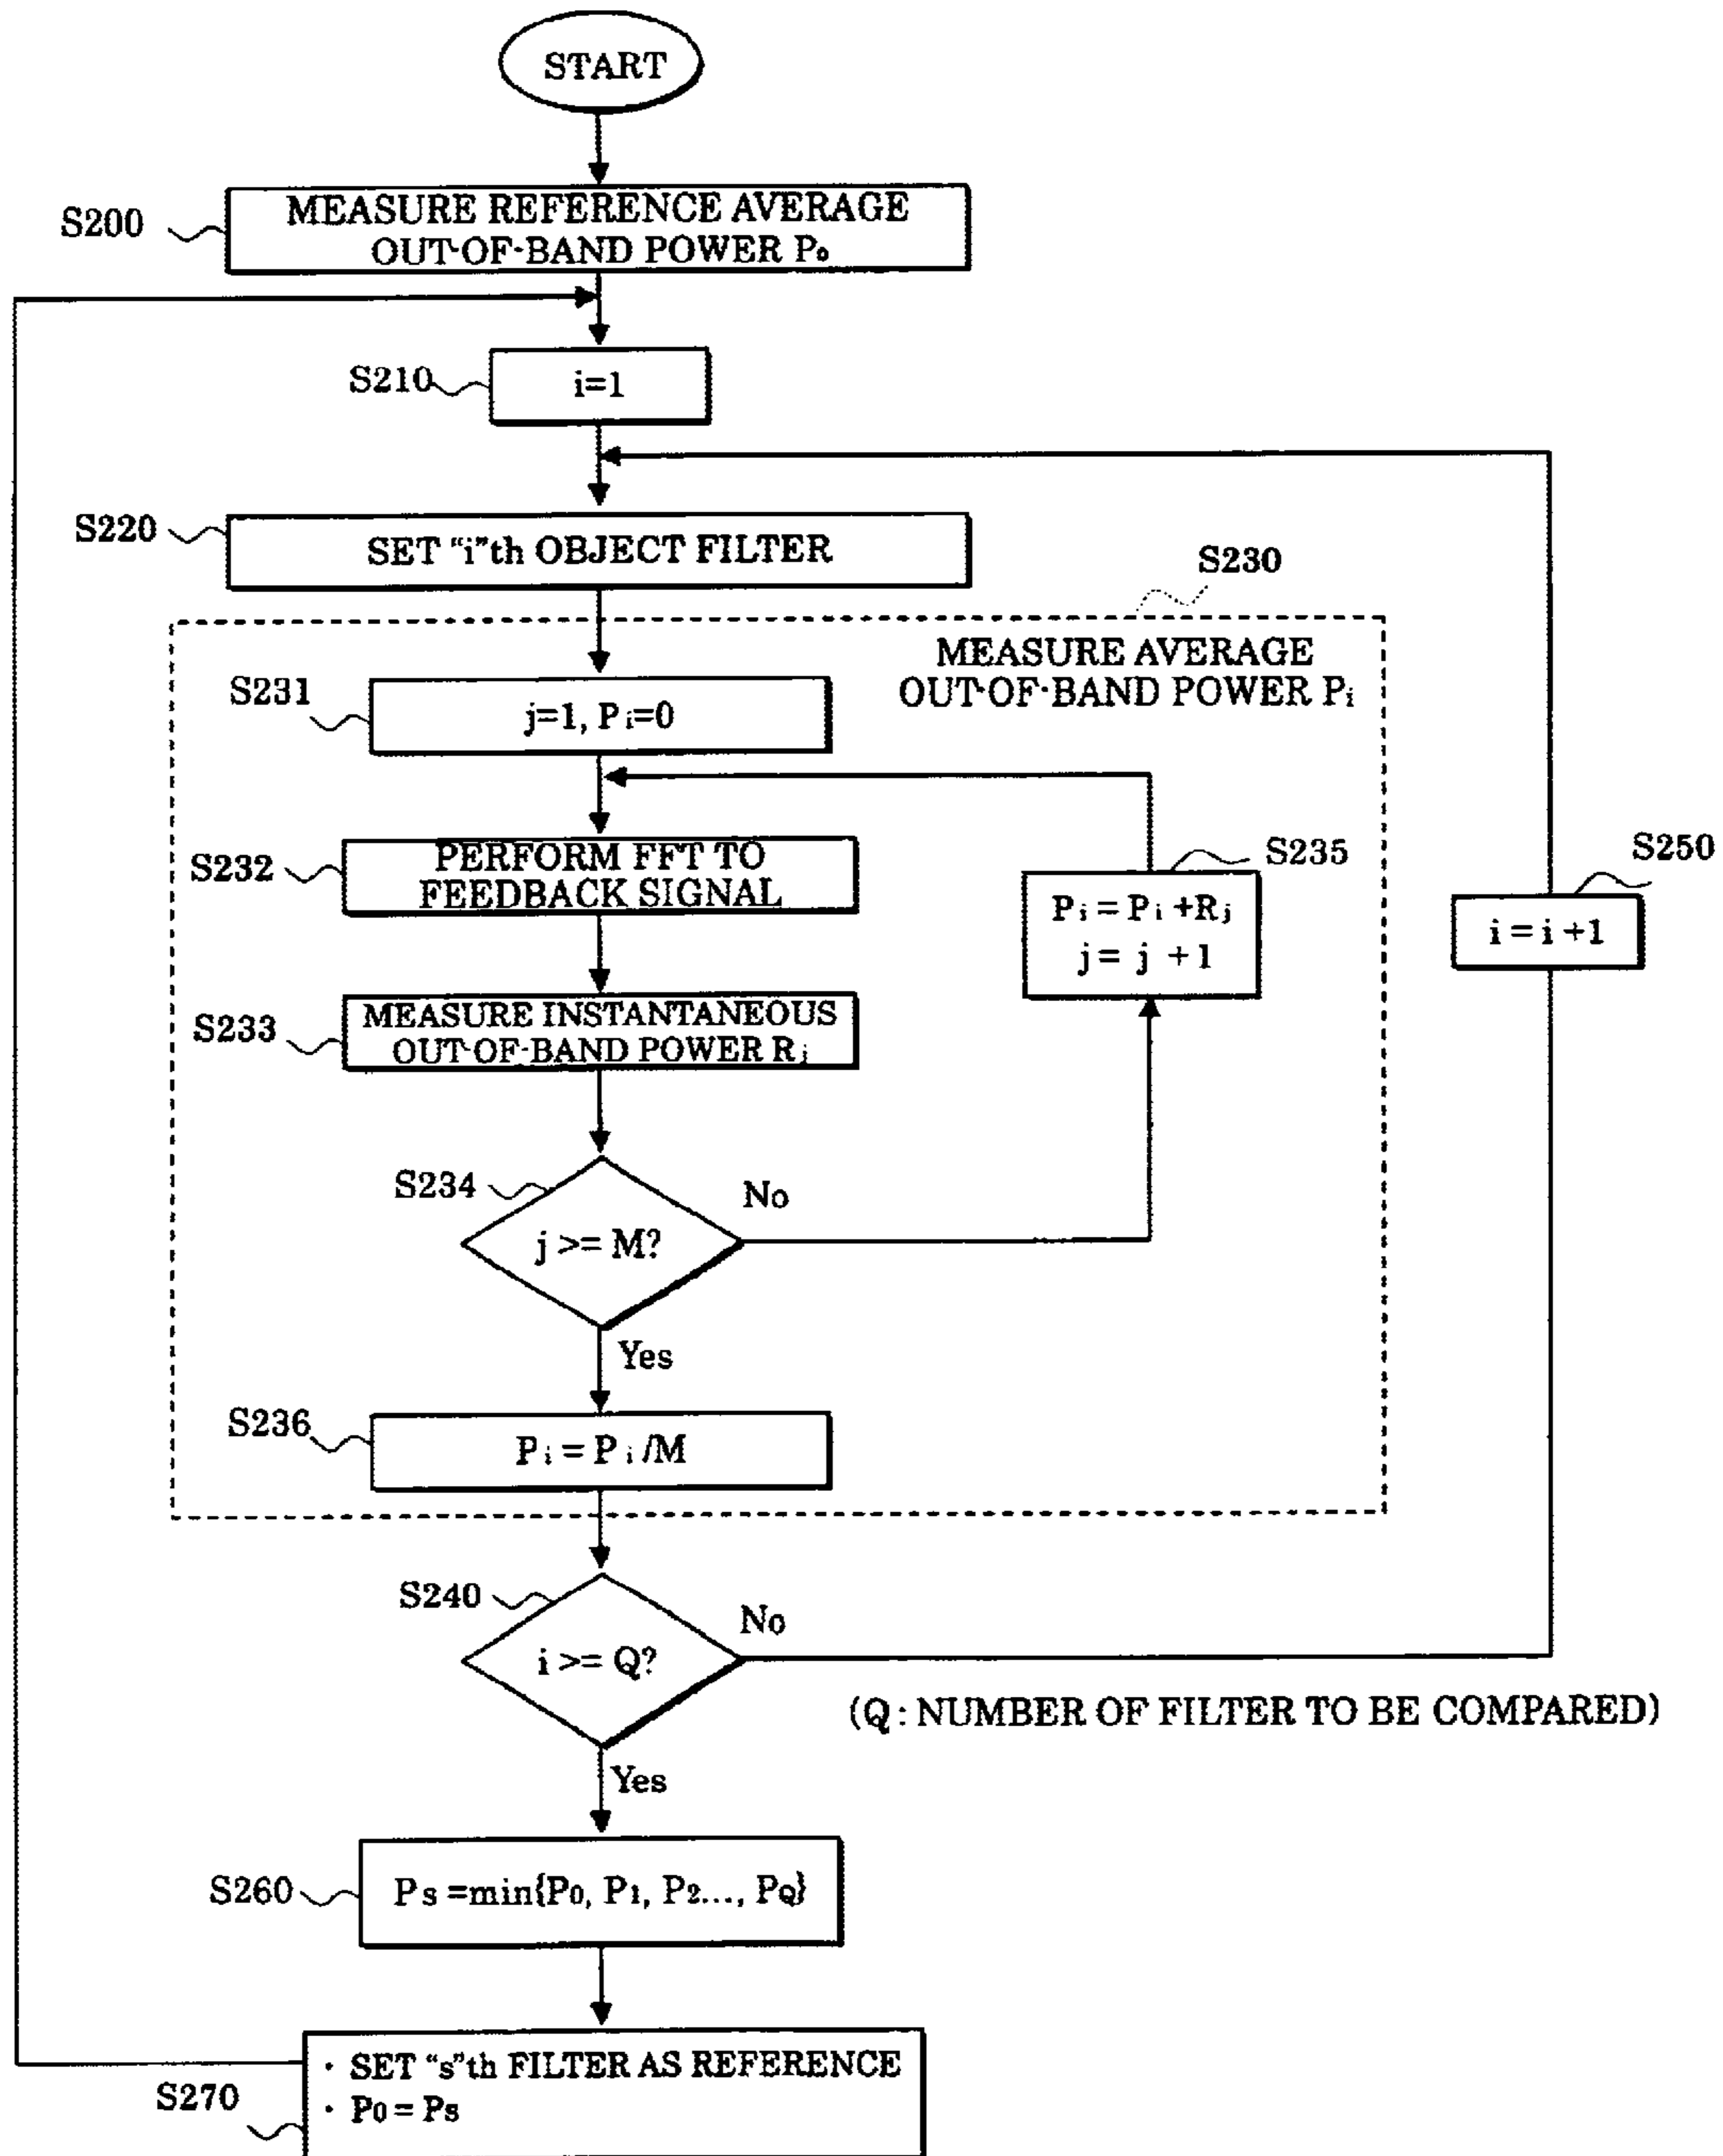 START
S200
MEASURE REFERENCE AVERAGE
OUT-OF-BAND POWER P0
S210
i=1
S220
SET "i"th OBJECT FILTER
S230
MEASURE AVERAGE
OUT-OF-BAND POWER Pi
S231
j=1, Pi=0
S232
PERFORM FFT TO
FEEDBACK SIGNAL
S235
Pi = Pi +Rj
j = j +1
S250
i = i +1
S233
MEASURE INSTANTANEOUS
OUT-OF-BAND POWER Rj
S234
j >= M?
No
Yes
S236
Pi = Pi /M
S240
i >= Q?
No
(Q : NUMBER OF FILTER TO BE COMPARED)
Yes
S260
Ps =min{P0, P1, P2..., PQ}
S270
· SET "s"th FILTER AS REFERENCE
· P0 = Ps